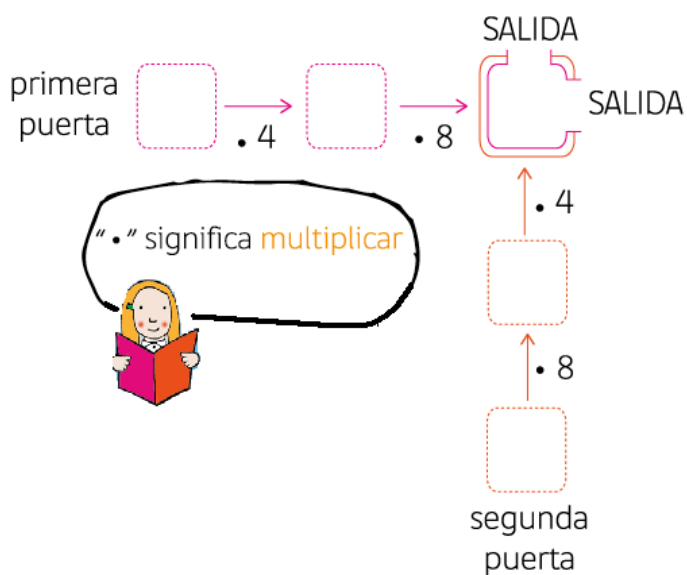 SALIDA
primera
puerta
• 4
• 8
SALIDA
• 4
“•” significa multiplicar
• 8
segunda
puerta